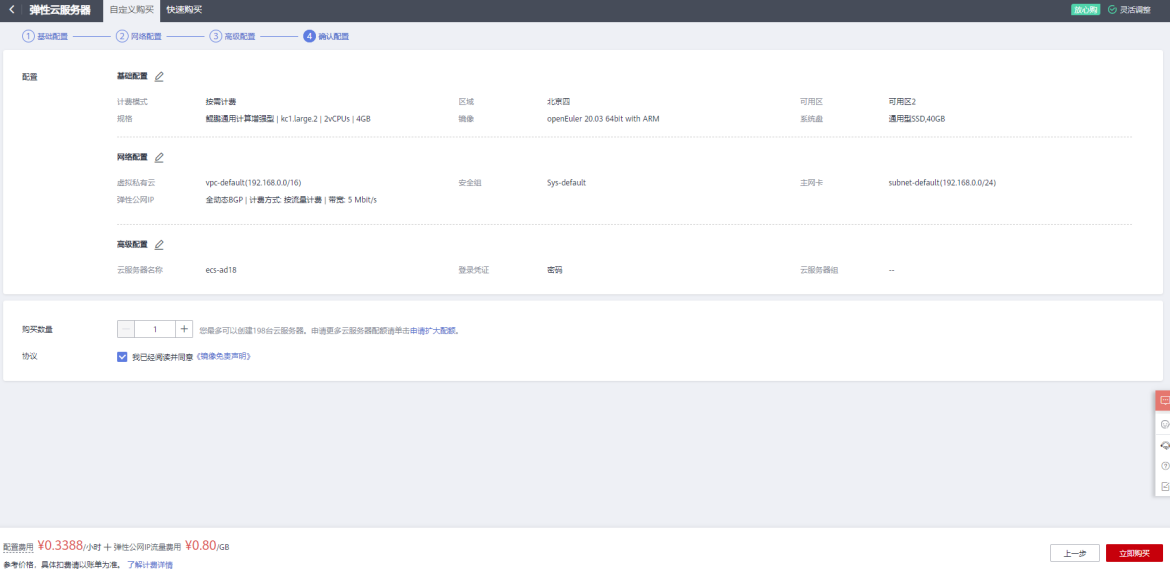 弹性云服务器 自定义购买 快速购买 放心购 灵活调整
1 基础配置 2 网络配置 3 高级配置 4 确认配置
配置 基础配置
计费模式 按需计费 区域 北京四 可用区 可用区2
规格 鲲鹏通用计算增强型 | kc1.large.2 | 2vCPUs | 4GB 镜像 openEuler 20.03 64bit with ARM 系统盘 通用型SSD,40GB
网络配置
虚拟私有云 vpc-default(192.168.0.0/16) 安全组 Sys-default 主网卡 subnet-default(192.168.0.0/24)
弹性公网IP 全动态BGP | 计费方式: 按流量计费 | 带宽: 5 Mbit/s
高级配置
云服务器名称 ecs-ad18 登录凭证 密码 云服务器组 --
购买数量 1 您最多可以创建198台云服务器。申请更多云服务器配额请单击申请扩大配额。
协议 我已经阅读并同意《镜像免责声明》
配置费用 ¥0.3388/小时 + 弹性公网IP流量费用 ¥0.80/GB
参考价格，具体扣费请以账单为准。 了解计费详情
上一步 立即购买